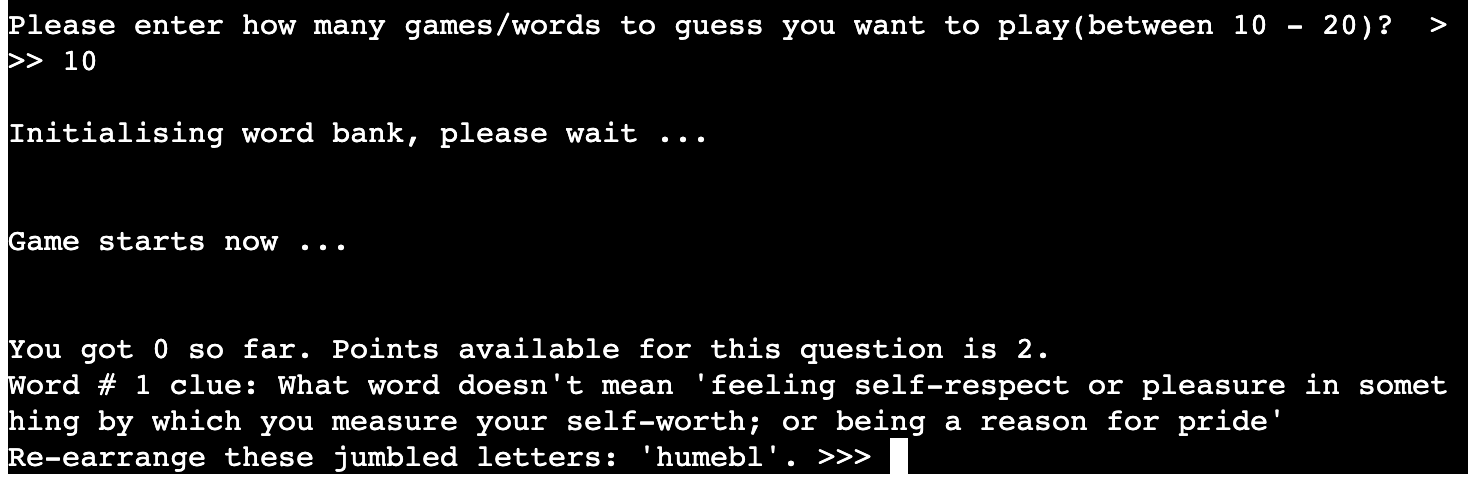 Please enter how many games/words to guess you want to play(between 10 - 20)?  >
>> 10
Initialising word bank, please wait ...
Game starts now ...
You got 0 so far. Points available for this question is 2.
Word # 1 clue: What word doesn't mean 'feeling self-respect or pleasure in somet
hing by which you measure your self-worth; or being a reason for pride'
Re-earrange these jumbled letters: 'humebl'. >>>